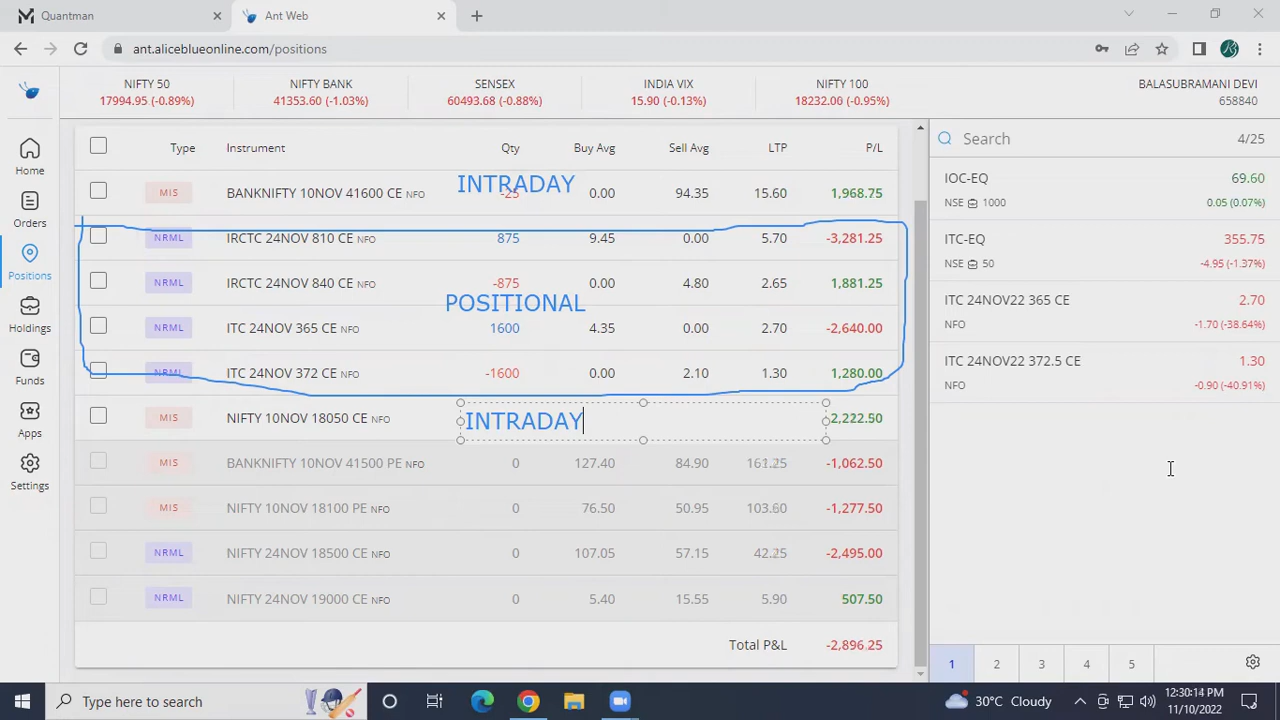 Quantman
Ant Web
ant.aliceblueonline.com/positions
NIFTY 50 NIFTY BANK SENSEX INDIA VIX NIFTY 100 BALASUBRAMANI DEVI
17994.95 (-0.89%) 41353.60 (-1.03%) 60493.68 (-0.88%) 15.90 (-0.13%) 18232.00 (-0.95%) 658840
Home
Orders
Positions
Holdings
Funds
Apps
Settings
Type Instrument Qty Buy Avg Sell Avg LTP P/L
INTRADAY
MIS BANKNIFTY 10NOV 41600 CE NFO -25 0.00 94.35 15.60 1,968.75
NRML IRCTC 24NOV 810 CE NFO 875 9.45 0.00 5.70 -3,281.25
NRML IRCTC 24NOV 840 CE NFO -875 0.00 4.80 2.65 1,881.25
POSITIONAL
NRML ITC 24NOV 365 CE NFO 1600 4.35 0.00 2.70 -2,640.00
NRML ITC 24NOV 372 CE NFO -1600 0.00 2.10 1.30 1,280.00
MIS NIFTY 10NOV 18050 CE NFO INTRADAY 2,222.50
MIS BANKNIFTY 10NOV 41500 PE NFO 0 127.40 84.90 161.25 -1,062.50
MIS NIFTY 10NOV 18100 PE NFO 0 76.50 50.95 103.60 -1,277.50
NRML NIFTY 24NOV 18500 CE NFO 0 107.05 57.15 42.25 -2,495.00
NRML NIFTY 24NOV 19000 CE NFO 0 5.40 15.55 5.90 507.50
Total P&L -2,896.25
Search 4/25
IOC-EQ 69.60
NSE 1000 0.05 (0.07%)
ITC-EQ 355.75
NSE 50 -4.95 (-1.37%)
ITC 24NOV22 365 CE 2.70
NFO -1.70 (-38.64%)
ITC 24NOV22 372.5 CE 1.30
NFO -0.90 (-40.91%)
1 2 3 4 5
Type here to search
30°C Cloudy
12:30:14 PM
11/10/2022